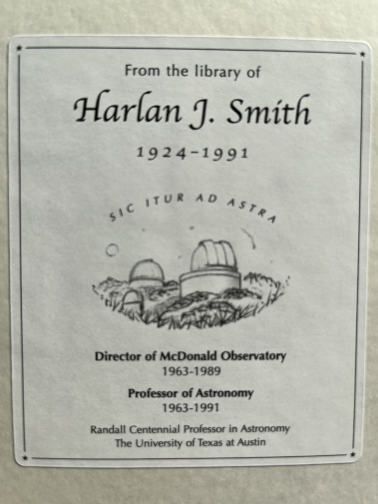 From the library of
Harlan J. Smith
1924–1991
SIC ITUR AD ASTRA
Director of McDonald Observatory
1963-1989
Professor of Astronomy
1963-1991
Randall Centennial Professor in Astronomy
The University of Texas at Austin